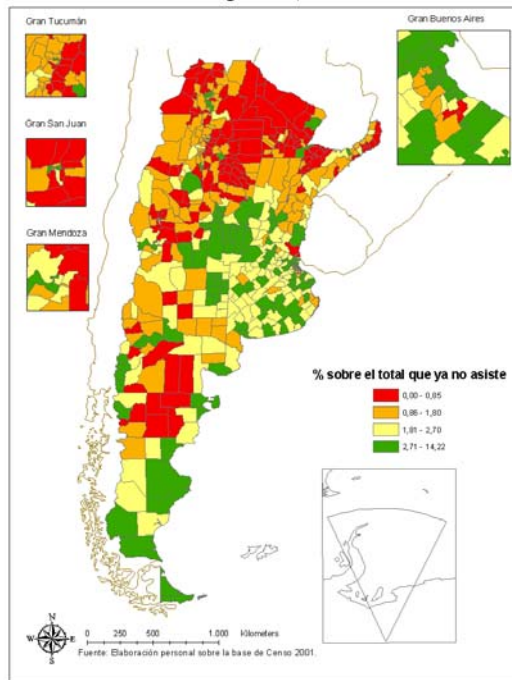 Gran Tucumán
Gran Buenos Aires
Gran San Juan
Gran Mendoza
% sobre el total que ya no asiste
0,00 - 0,85
0,86 - 1,80
1,81 - 2,70
2,71 - 14,22
N
W E
S
0 250 500 1.000 Kilometers
Fuente: Elaboración personal sobre la base de Censo 2001.